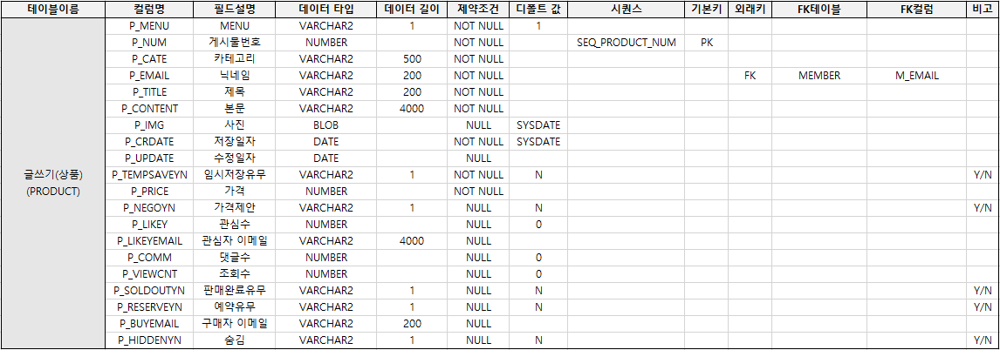 테이블이름 컬럼명 필드설명 데이터 타입 데이터 길이 제약조건 디폴트 값 시퀀스 기본키 외래키 FK테이블 FK컬럼 비고
글쓰기(상품)
(PRODUCT)
P_MENU MENU VARCHAR2 1 NOT NULL 1
P_NUM 게시물번호 NUMBER NOT NULL SEQ_PRODUCT_NUM PK
P_CATE 카테고리 VARCHAR2 500 NOT NULL
P_EMAIL 닉네임 VARCHAR2 200 NOT NULL FK MEMBER M_EMAIL
P_TITLE 제목 VARCHAR2 200 NOT NULL
P_CONTENT 본문 VARCHAR2 4000 NOT NULL
P_IMG 사진 BLOB NULL SYSDATE
P_CRDATE 저장일자 DATE NOT NULL SYSDATE
P_UPDATE 수정일자 DATE NULL
P_TEMPSAVEYN 임시저장유무 VARCHAR2 1 NOT NULL N Y/N
P_PRICE 가격 NUMBER NOT NULL
P_NEGOYN 가격제안 VARCHAR2 1 NULL N Y/N
P_LIKEY 관심수 NUMBER NULL 0
P_LIKEYEMAIL 관심자 이메일 VARCHAR2 4000 NULL
P_COMM 댓글수 NUMBER NULL 0
P_VIEWCNT 조회수 NUMBER NULL 0
P_SOLDOUTYN 판매완료유무 VARCHAR2 1 NULL N Y/N
P_RESERVEYN 예약유무 VARCHAR2 1 NULL N Y/N
P_BUYEMAIL 구매자 이메일 VARCHAR2 200 NULL
P_HIDDENYN 숨김 VARCHAR2 1 NULL N Y/N